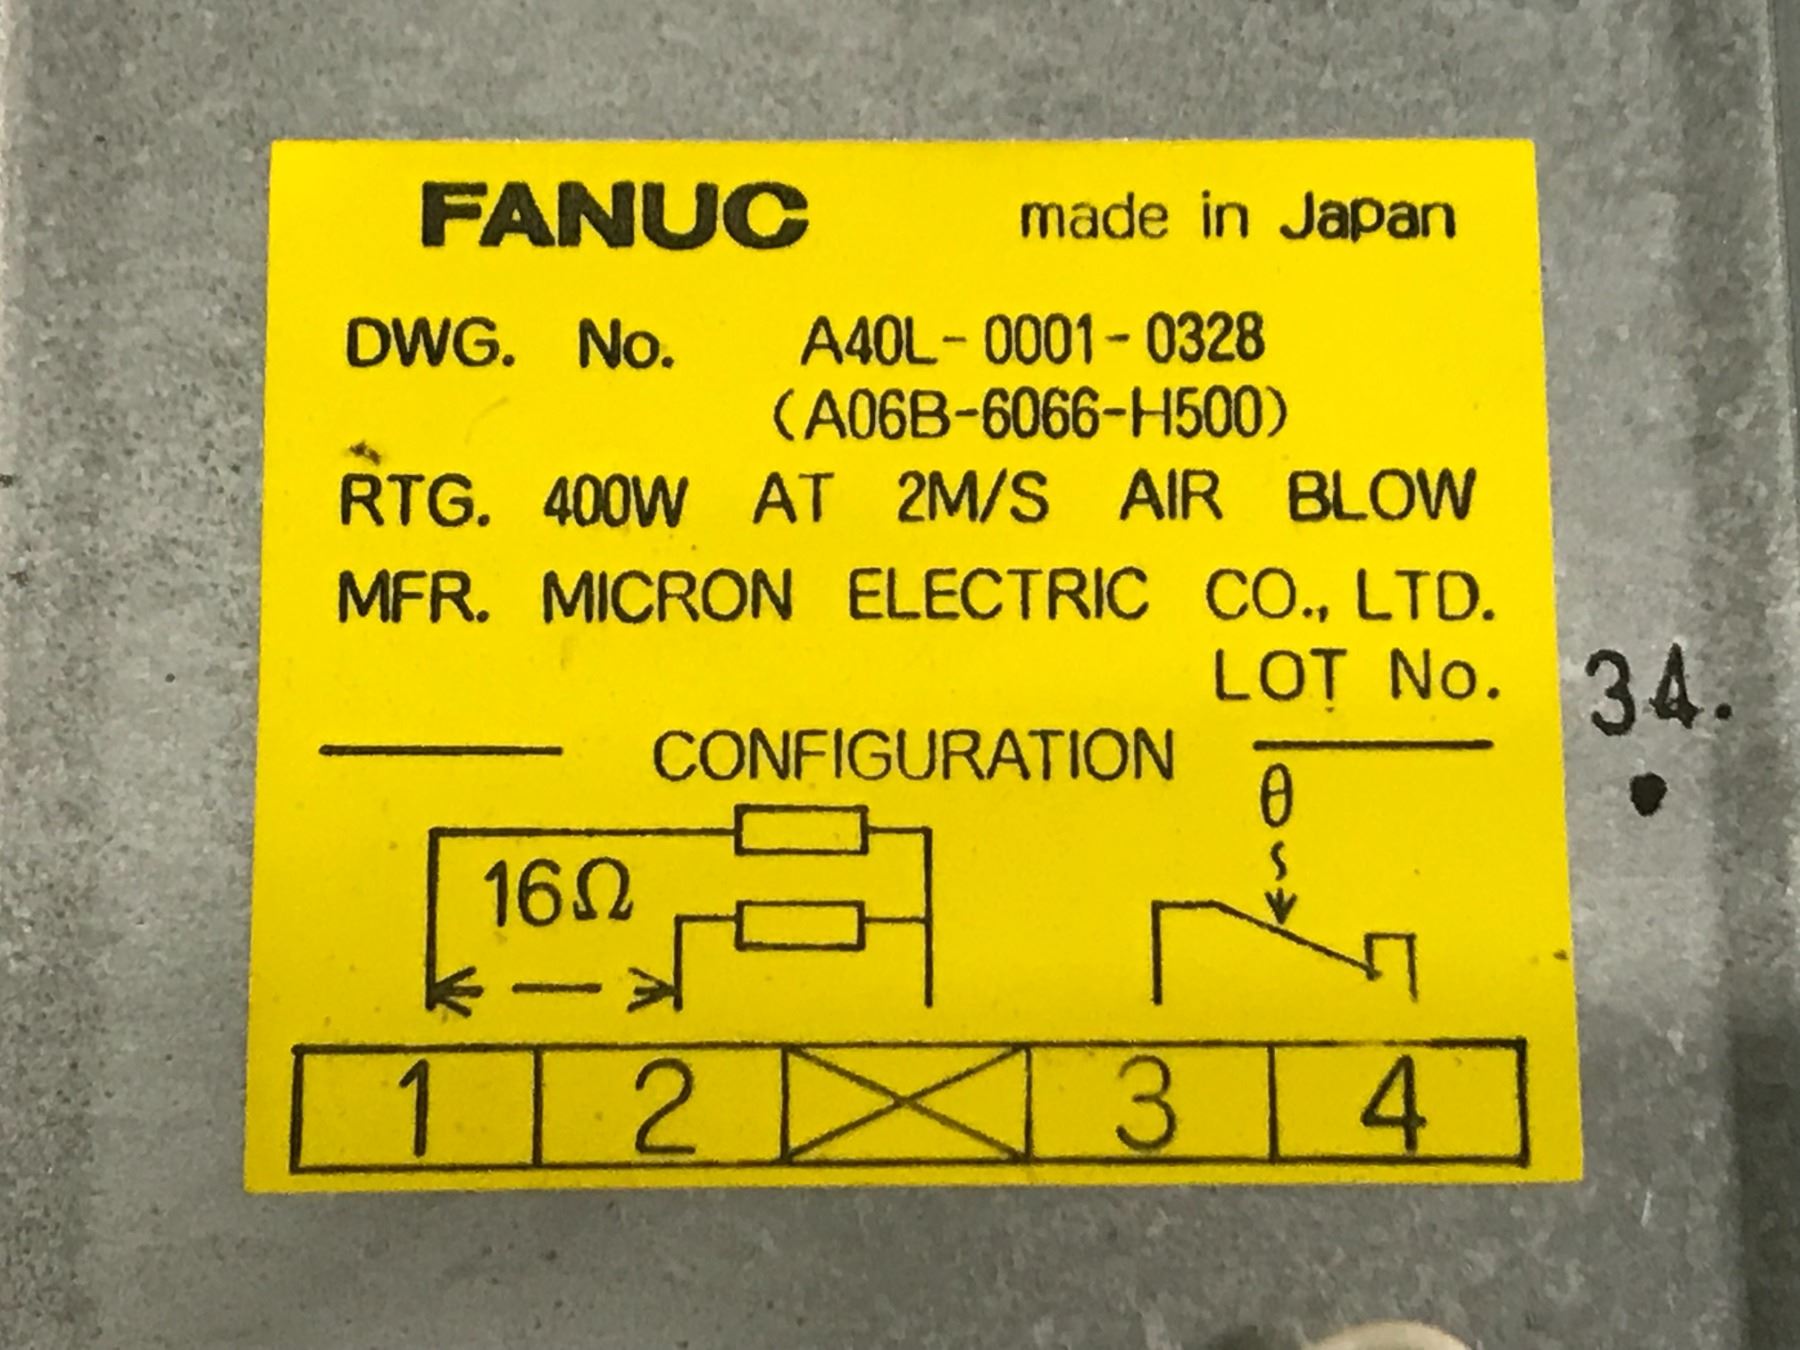 FANUC made in Japan
DWG. No. A40L-0001-0328
(A06B-6066-H500)
RTG. 400W AT 2M/S AIR BLOW
MFR. MICRON ELECTRIC CO., LTD.
LOT No. 34.
CONFIGURATION
θ
16Ω
1 2 3 4